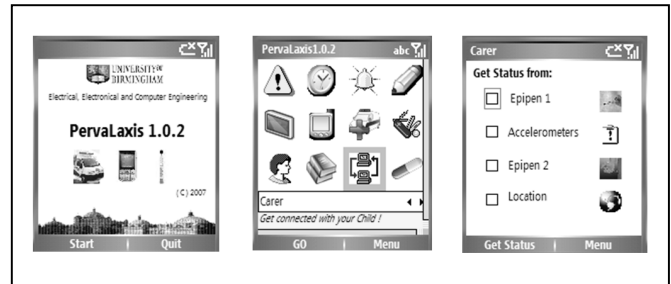 UNIVERSITY OF
BIRMINGHAM
Electrical, Electronical and Computer Engineering
PervaLaxis 1.0.2
(C) 2007
Start
Quit
PervaLaxis1.0.2
abc
Carer
Get connected with your Child !
GO
Menu
Carer
Get Status from:
Epipen 1
Accelerometers
Epipen 2
Location
Get Status
Menu